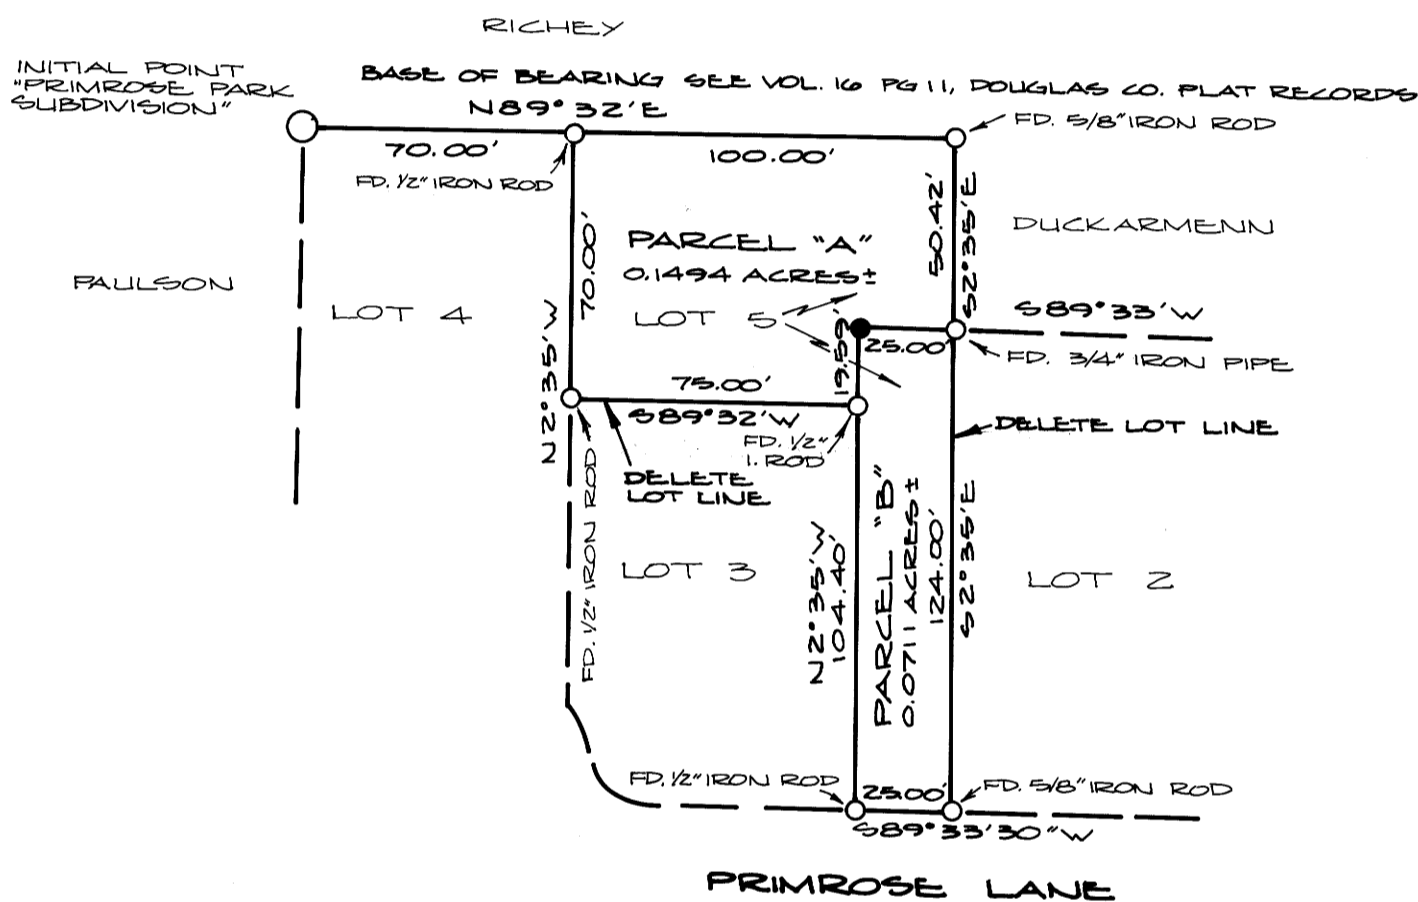 RICHEY
INITIAL POINT
"PRIMROSE PARK
SUBDIVISION"
BASE OF BEARING SEE VOL. 16 PG 11, DOUGLAS CO. PLAT RECORDS
N89°32'E
FD. 5/8" IRON ROD
70.00'
100.00'
FD. 1/2" IRON ROD
50.42'
S2°35'E
DUCKARMENN
PARCEL "A"
0.1494 ACRES±
70.00'
PAULSON
LOT 4
LOT 5
S89°33'W
19.59'
25.00'
FD. 3/4" IRON PIPE
N2°35'W
75.00'
S89°32'W
FD. 1/2"
I. ROD
DELETE LOT LINE
DELETE
LOT LINE
FD. 1/2" IRON ROD
LOT 3
N2°35'W
104.40'
PARCEL "B"
0.0711 ACRES±
124.00'
S2°35'E
LOT 2
FD. 1/2" IRON ROD
25.00'
FD. 5/8" IRON ROD
S89°33'30"W
PRIMROSE LANE